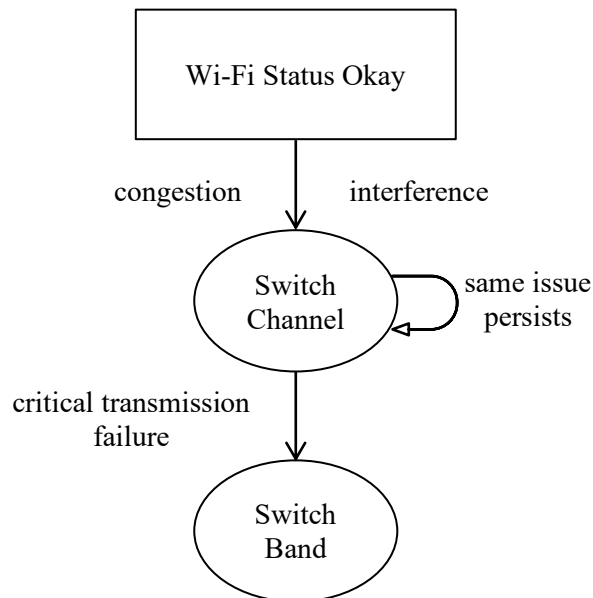 Wi-Fi Status Okay
congestion
interference
Switch
Channel
same issue
persists
critical transmission
failure
Switch
Band